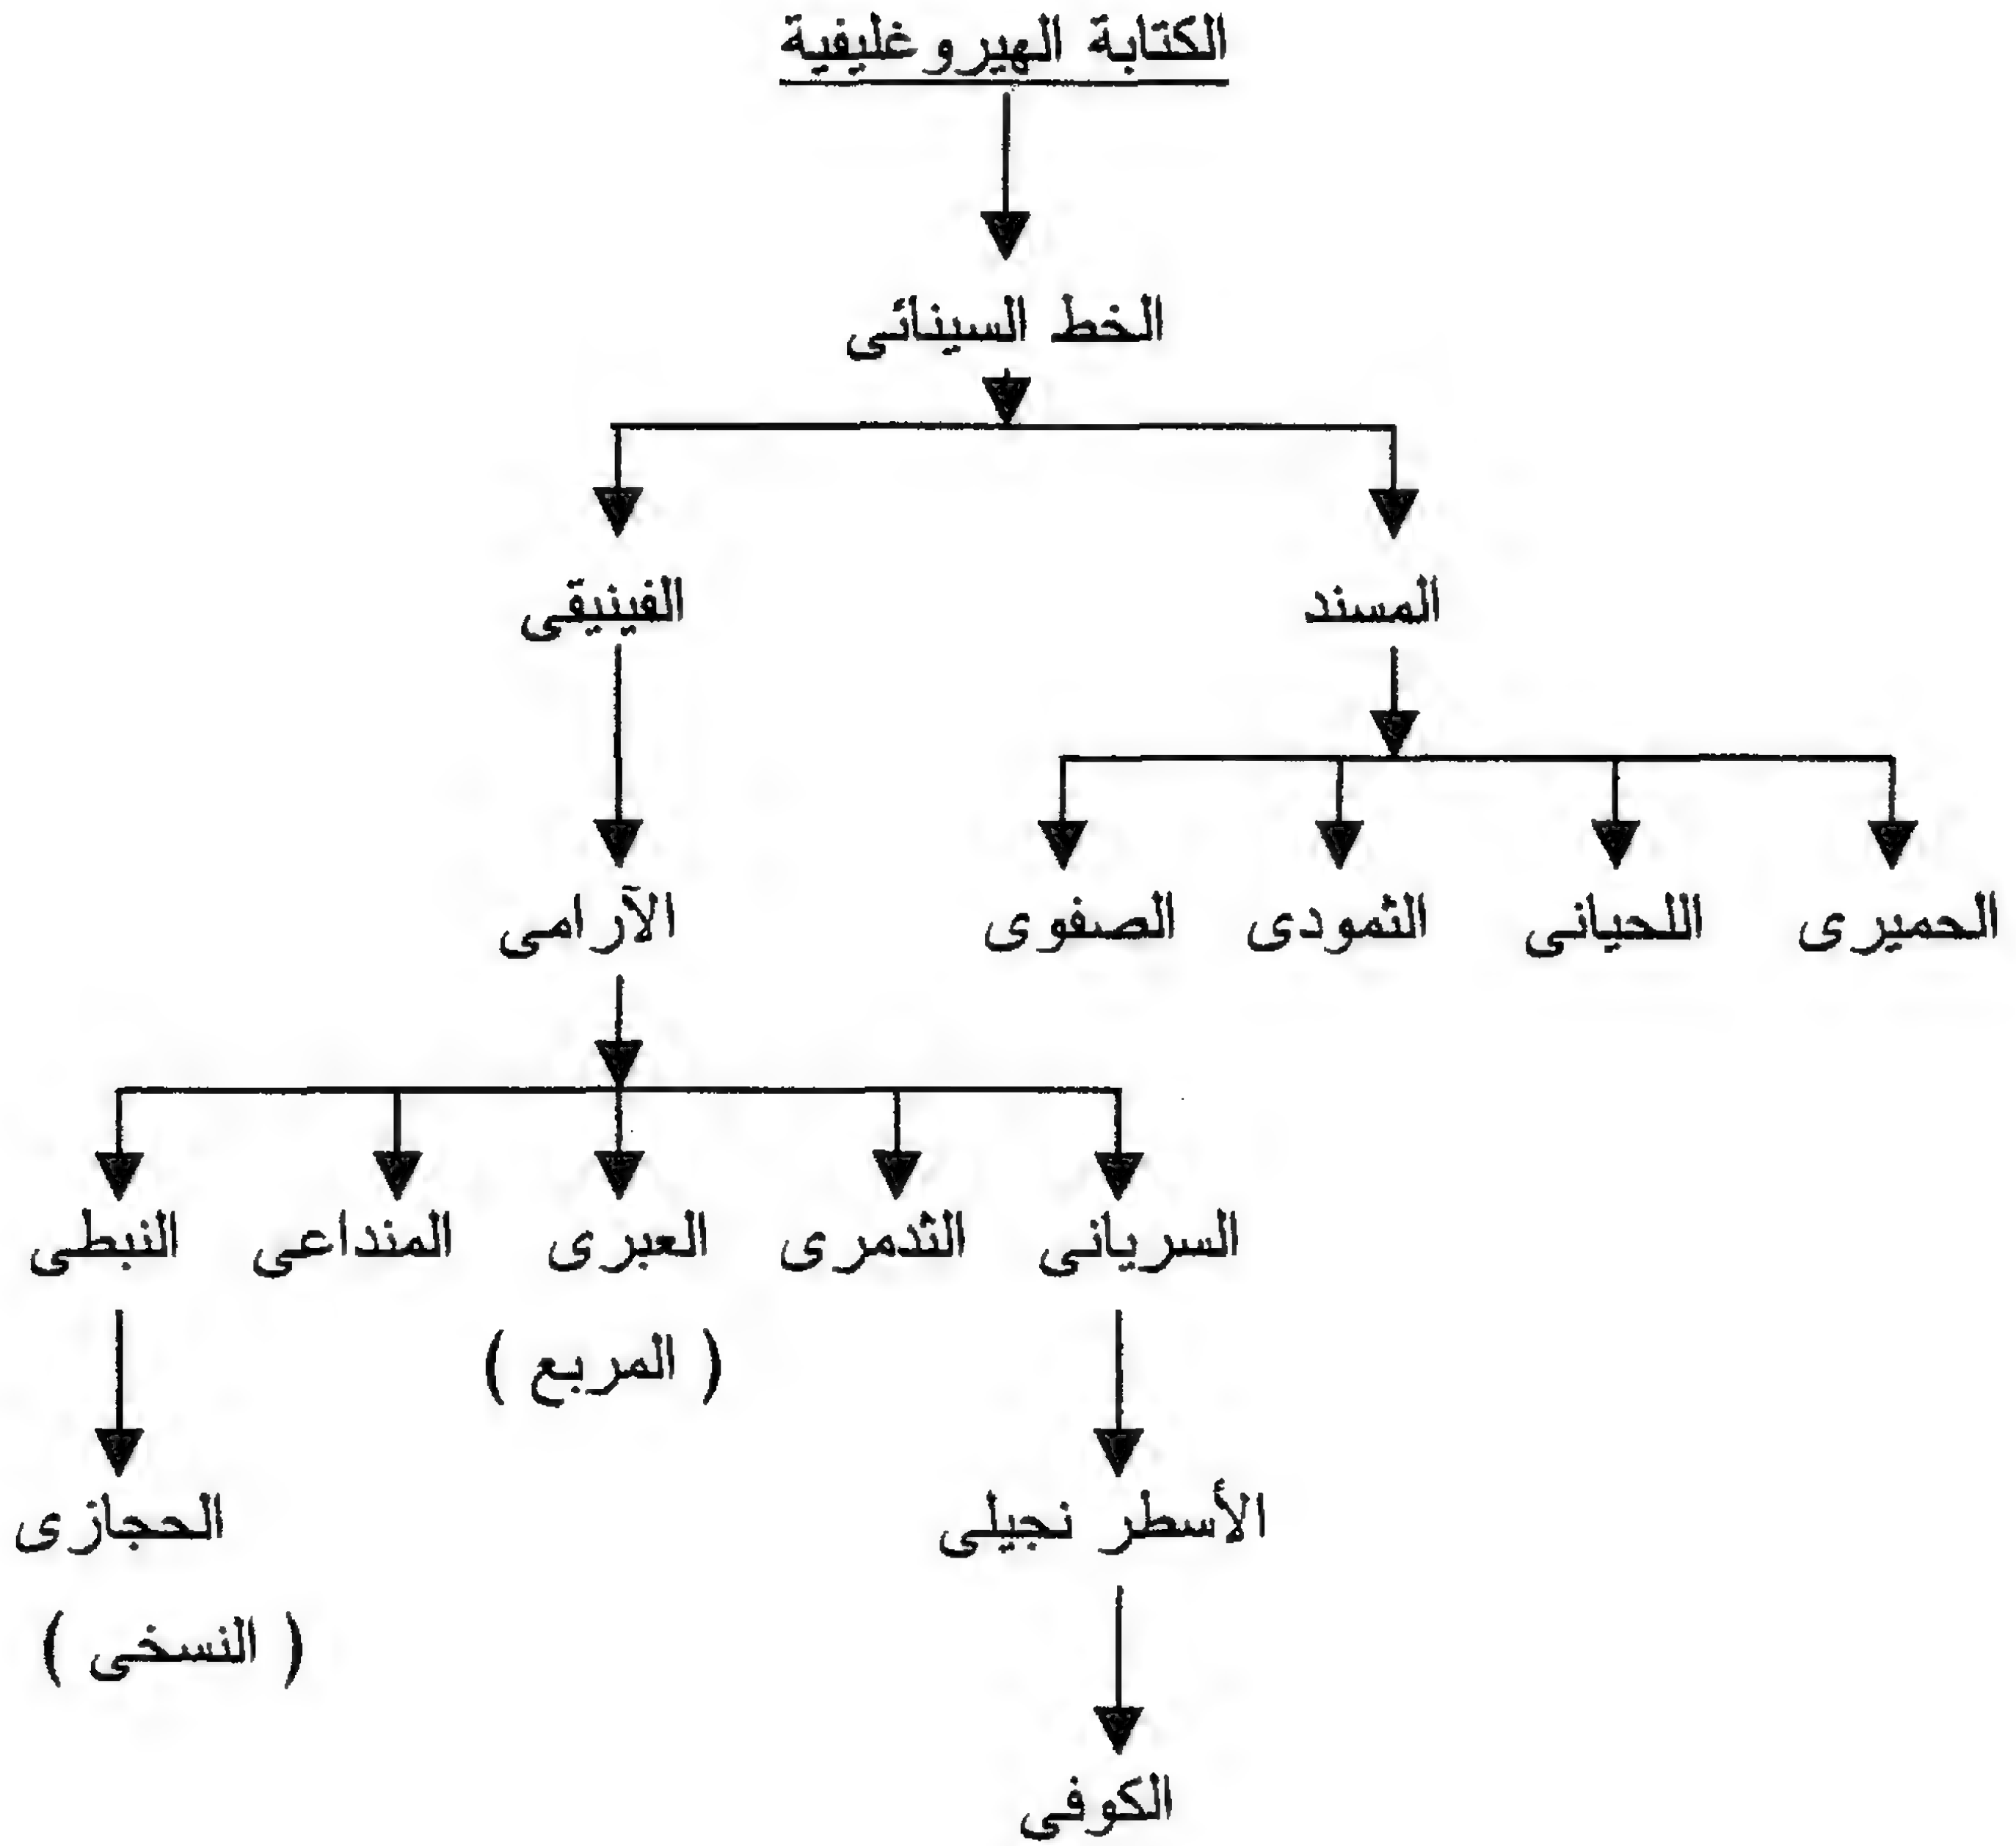 الكتابة الهيروغليفية
الخط السينائى
المسند الفينيقى
الحميرى اللحيانى الثمودى الصفوى الآرامى
السريانى الثدمرى العبرى المنداعى النبطى
( المربع )
الأسطر نجيلى الحجازى
( النسخى )
الكوفى